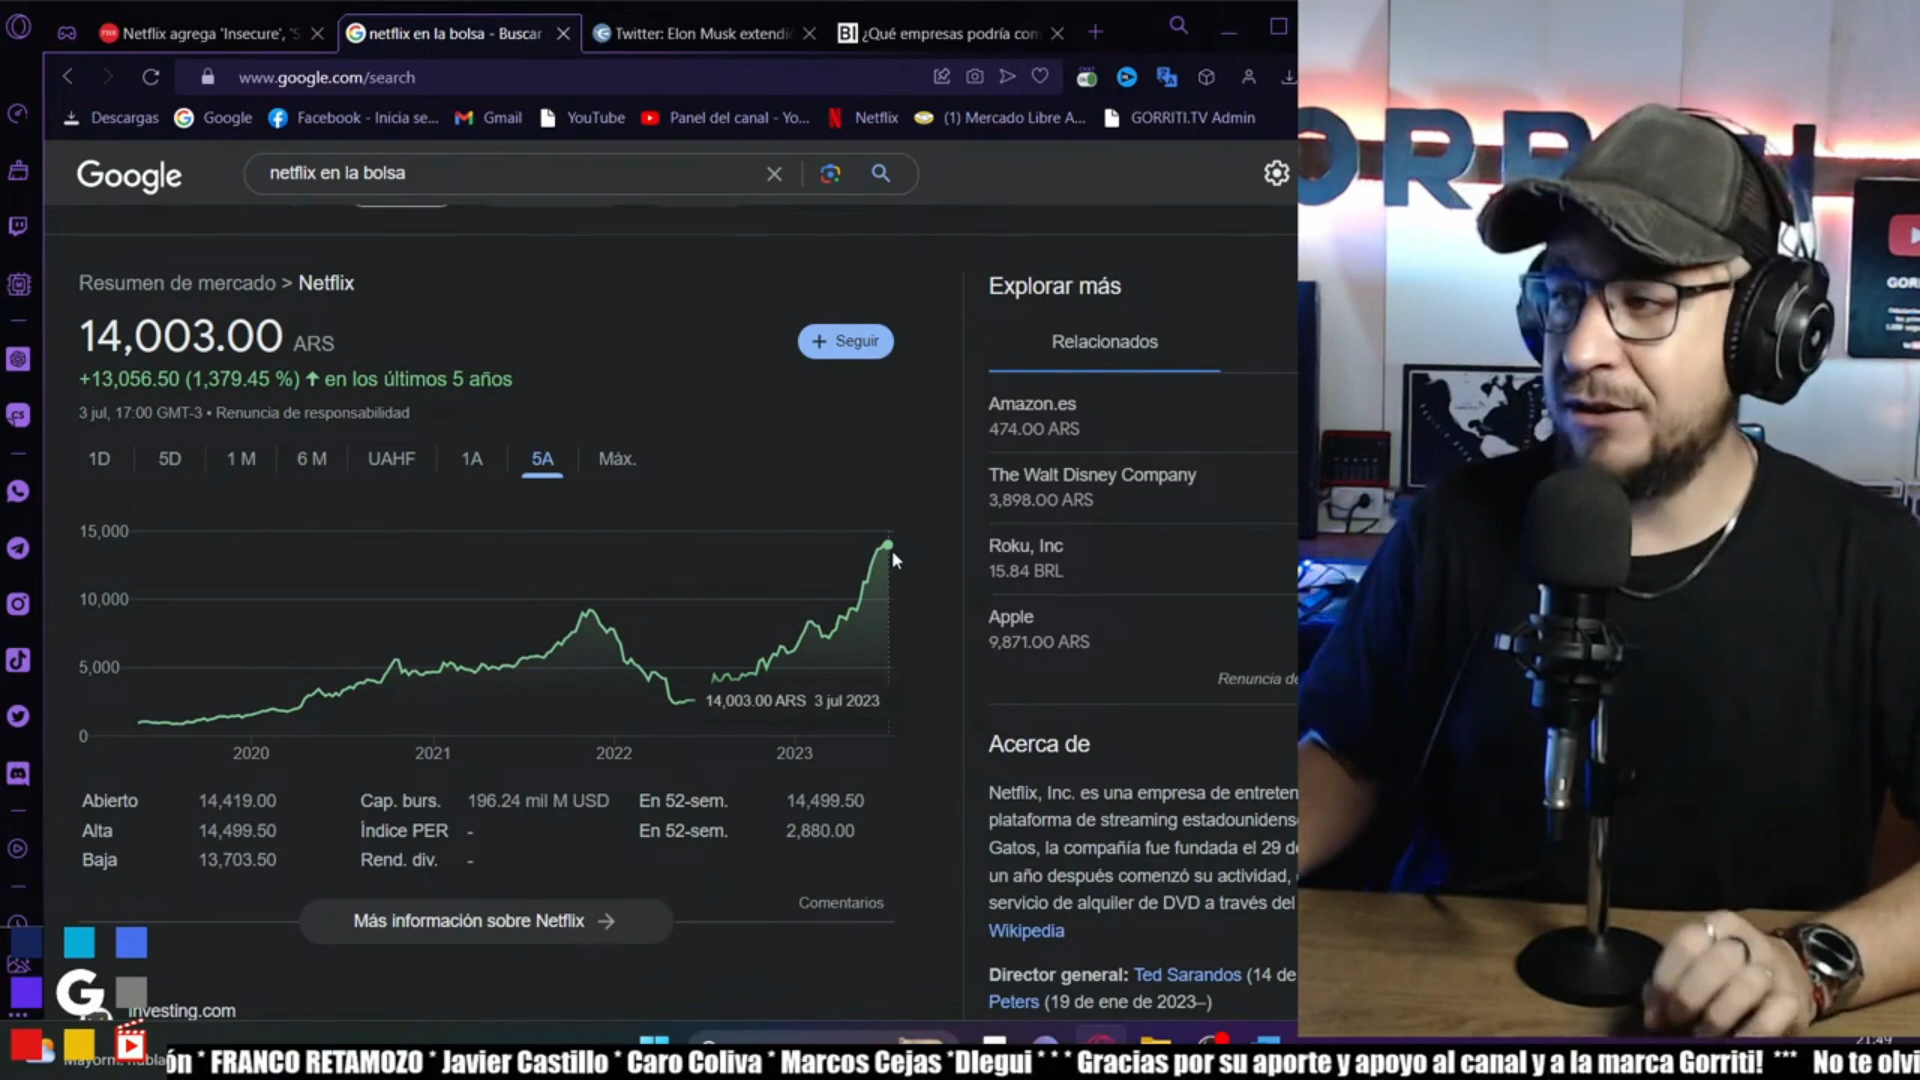 Netflix agrega 'Insecure', 'S
netflix en la bolsa - Buscar
Twitter: Elon Musk extendi
BI ¿Qué empresas podría com
www.google.com/search
Descargas
Google
Facebook - Inicia se...
Gmail
YouTube
Panel del canal - Yo...
Netflix
(1) Mercado Libre A...
GORRITI.TV Admin
Google
netflix en la bolsa
Resumen de mercado > Netflix
14,003.00 ARS
+ Seguir
+13,056.50 (1,379.45 %) ↑ en los últimos 5 años
3 jul, 17:00 GMT-3 • Renuncia de responsabilidad
1D 5D 1 M 6 M UAHF 1A 5A Máx.
15,000
10,000
5,000
0
14,003.00 ARS 3 jul 2023
2020 2021 2022 2023
Abierto 14,419.00 Cap. burs. 196.24 mil M USD En 52-sem. 14,499.50
Alta 14,499.50 Índice PER - En 52-sem. 2,880.00
Baja 13,703.50 Rend. div. -
Comentarios
Más información sobre Netflix →
investing.com
Explorar más
Relacionados
Amazon.es
474.00 ARS
The Walt Disney Company
3,898.00 ARS
Roku, Inc
15.84 BRL
Apple
9,871.00 ARS
Renuncia de
Acerca de
Netflix, Inc. es una empresa de entreten
plataforma de streaming estadounidens
Gatos, la compañía fue fundada el 29 de
un año después comenzó su actividad,
servicio de alquiler de DVD a través del
Wikipedia
Director general: Ted Sarandos (14 de
Peters (19 de ene de 2023–)
ORR
GORR
21:49
ón * FRANCO RETAMOZO * Javier Castillo * Caro Coliva * Marcos Cejas *Dlegui * * * Gracias por su aporte y apoyo al canal y a la marca Gorriti! *** No te olvi